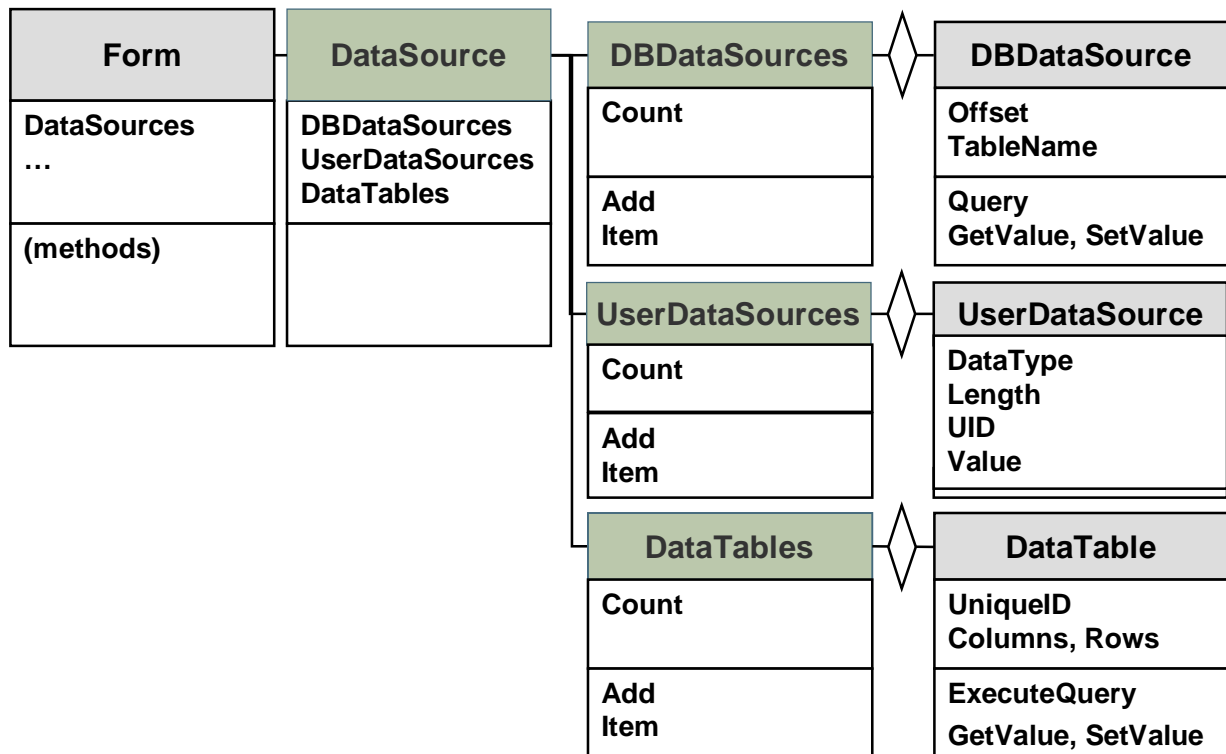 Form
DataSources
…
(methods)
DataSource
DBDataSources
UserDataSources
DataTables
DBDataSources
Count
Add
Item
DBDataSource
Offset
TableName
Query
GetValue, SetValue
UserDataSources
Count
Add
Item
UserDataSource
DataType
Length
UID
Value
DataTables
Count
Add
Item
DataTable
UniqueID
Columns, Rows
ExecuteQuery
GetValue, SetValue